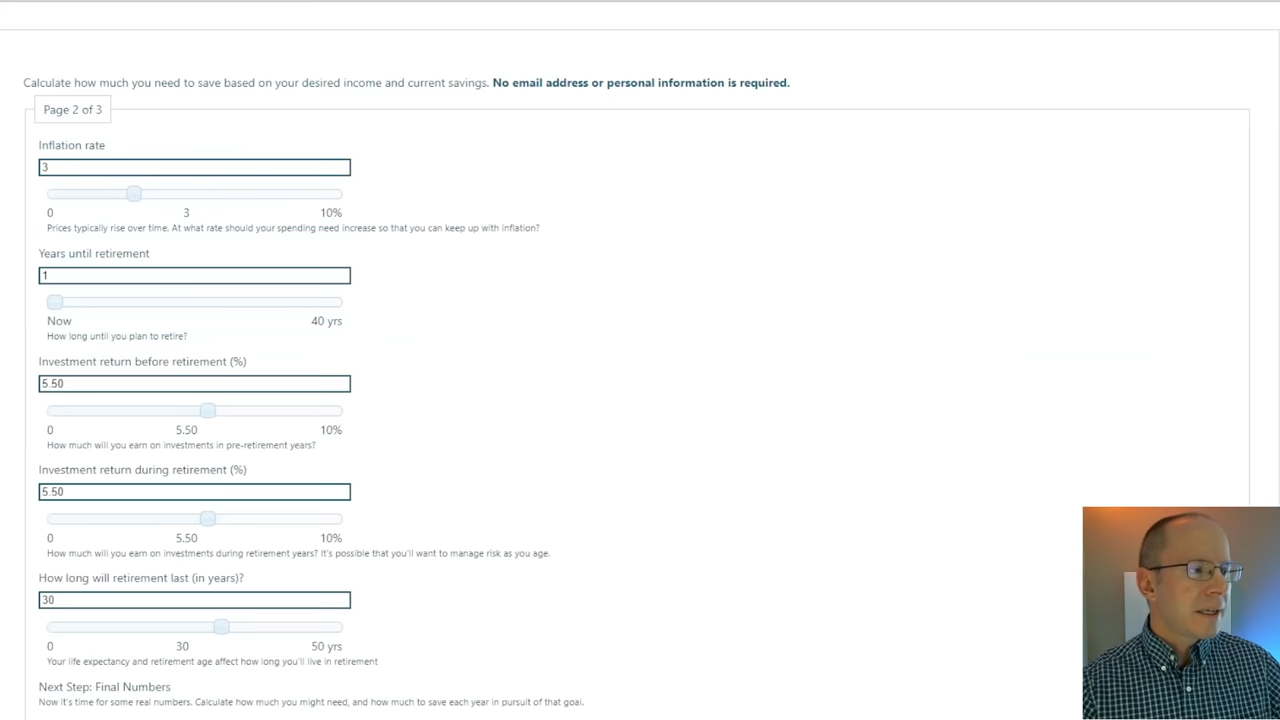 Calculate how much you need to save based on your desired income and current savings. No email address or personal information is required.
Page 2 of 3
Inflation rate
3
0 3 10%
Prices typically rise over time. At what rate should your spending need increase so that you can keep up with inflation?
Years until retirement
1
Now 40 yrs
How long until you plan to retire?
Investment return before retirement (%)
5.50
0 5.50 10%
How much will you earn on investments in pre-retirement years?
Investment return during retirement (%)
5.50
0 5.50 10%
How much will you earn on investments during retirement years? It's possible that you'll want to manage risk as you age.
How long will retirement last (in years)?
30
0 30 50 yrs
Your life expectancy and retirement age affect how long you'll live in retirement
Next Step: Final Numbers
Now it's time for some real numbers. Calculate how much you might need, and how much to save each year in pursuit of that goal.